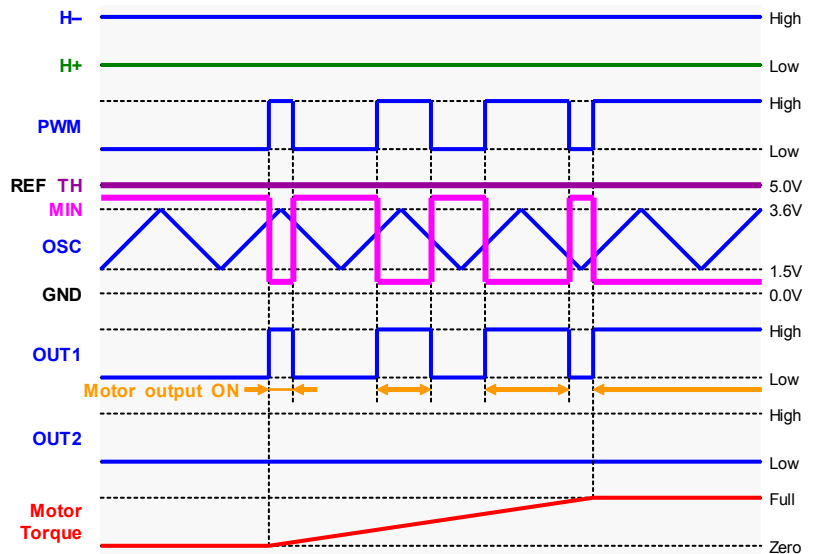 H– High
H+ Low
High
PWM
Low
REF TH 5.0V
MIN 3.6V
OSC
1.5V
GND 0.0V
High
OUT1
Low
Motor output ON
High
OUT2
Low
Full
Motor
Torque
Zero